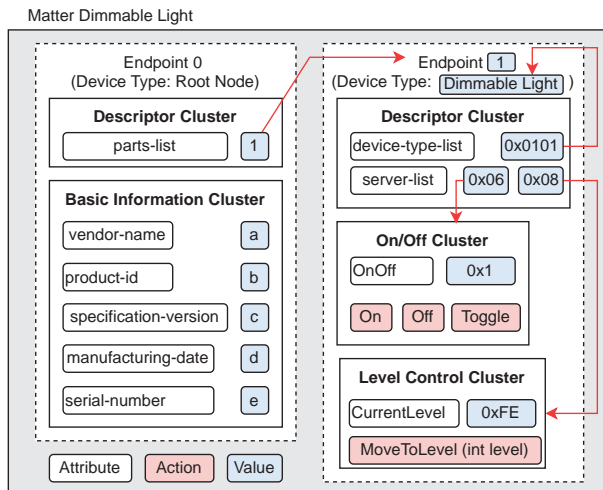 Matter Dimmable Light
Endpoint 0
(Device Type: Root Node)
Descriptor Cluster
parts-list 1
Basic Information Cluster
vendor-name a
product-id b
specification-version c
manufacturing-date d
serial-number e
Endpoint 1
(Device Type: Dimmable Light )
Descriptor Cluster
device-type-list 0x0101
server-list 0x06 0x08
On/Off Cluster
OnOff 0x1
On Off Toggle
Level Control Cluster
CurrentLevel 0xFE
MoveToLevel (int level)
Attribute Action Value